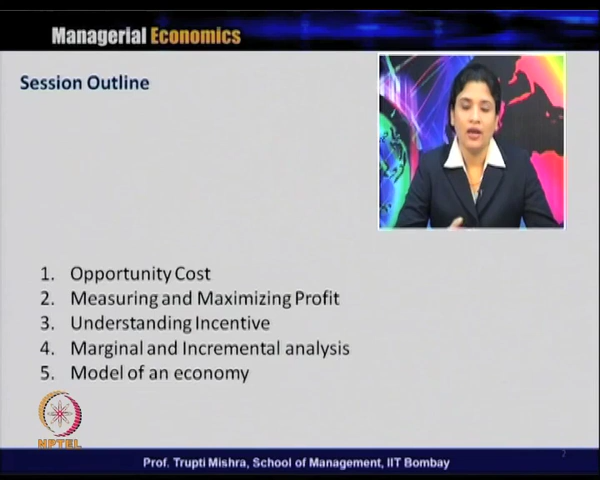 Managerial Economics
Session Outline
1. Opportunity Cost
2. Measuring and Maximizing Profit
3. Understanding Incentive
4. Marginal and Incremental analysis
5. Model of an economy
NPTEL
Prof. Trupti Mishra, School of Management, IIT Bombay